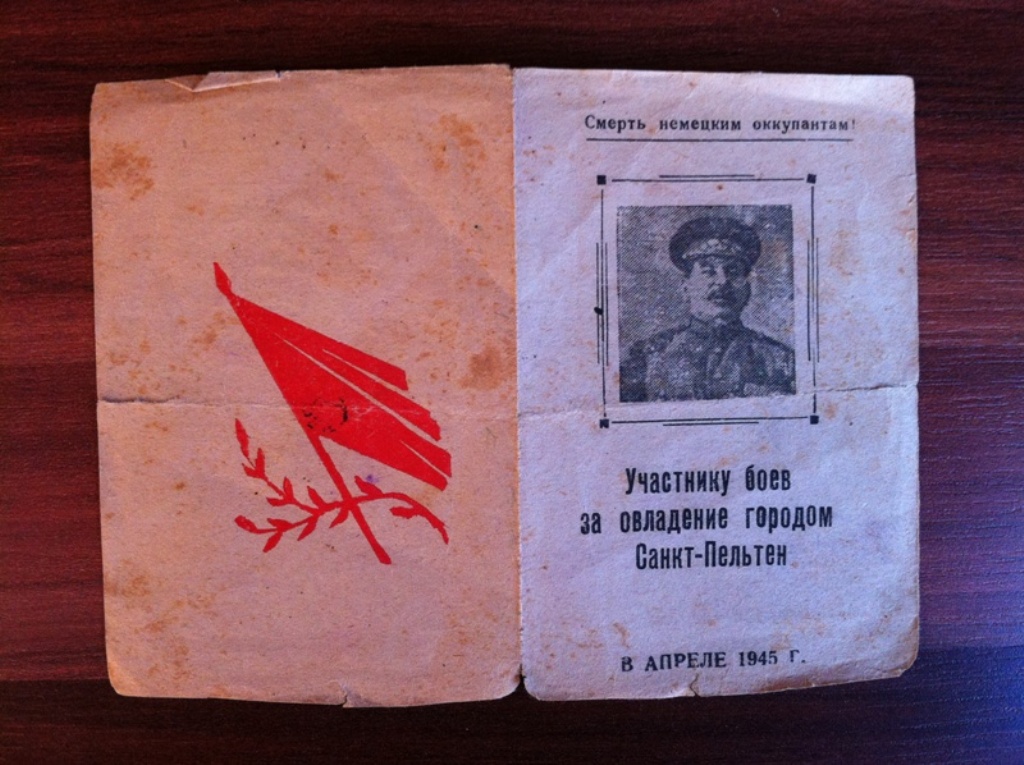 Смерть немецким оккупантам!
Участнику боев
за овладение городом
Санкт-Пельтен
В АПРЕЛЕ 1945 Г.